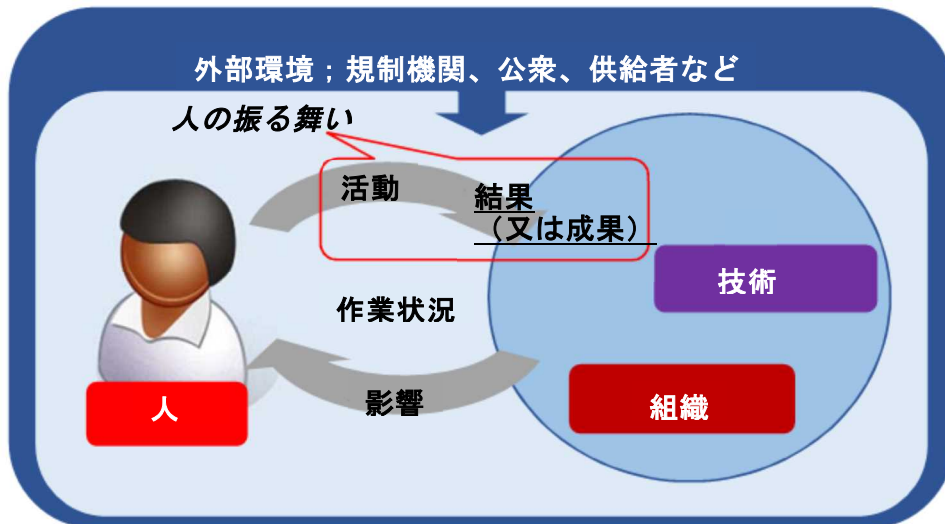 外部環境；規制機関、公衆、供給者など
人の振る舞い
活動
結果
（又は成果）
技術
作業状況
影響
組織
人